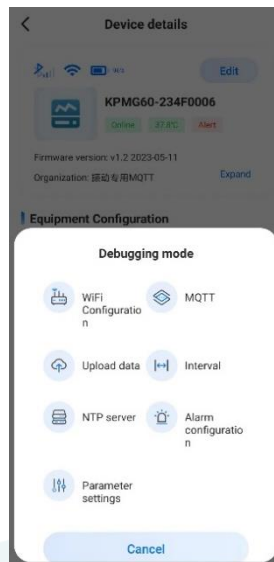 Device details
Edit
KPMG60-234F0006
Online 37.8°C Alert
Firmware version: v1.2 2023-05-11
Organization: 振动专用MQTT Expand
Equipment Configuration
Debugging mode
WiFi
Configuratio
n
MQTT
Upload data
Interval
NTP server
Alarm
configuratio
n
Parameter
settings
Cancel